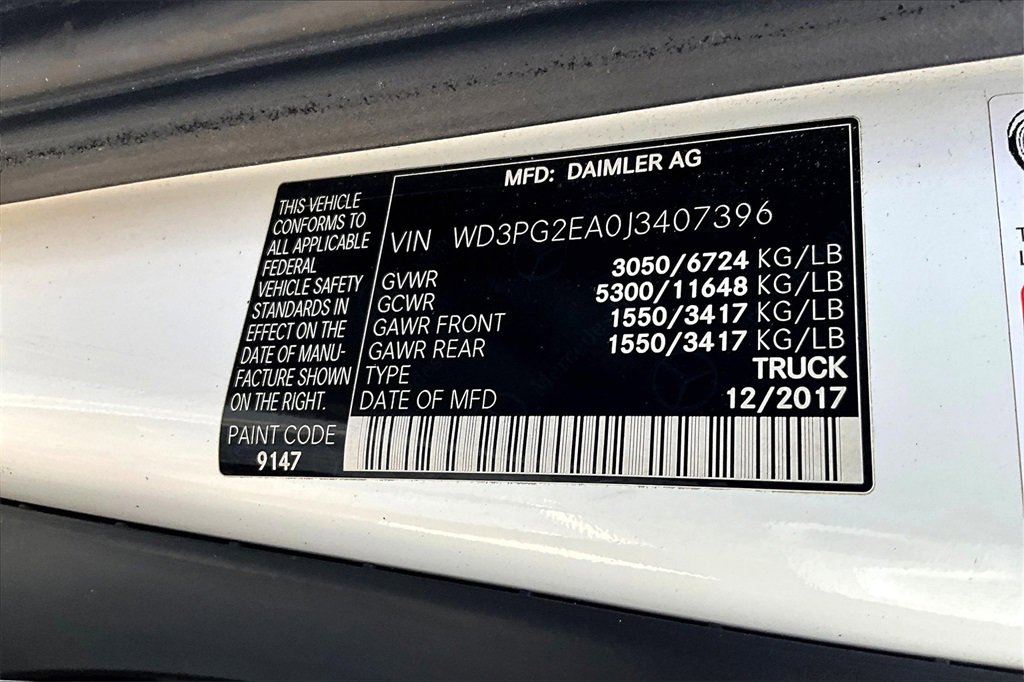 MFD: DAIMLER AG
THIS VEHICLE
CONFORMS TO
ALL APPLICABLE
FEDERAL
VEHICLE SAFETY
STANDARDS IN
EFFECT ON THE
DATE OF MANU-
FACTURE SHOWN
ON THE RIGHT.
PAINT CODE
9147
VIN WD3PG2EA0J3407396
GVWR 3050/6724 KG/LB
GCWR 5300/11648 KG/LB
GAWR FRONT 1550/3417 KG/LB
GAWR REAR 1550/3417 KG/LB
TYPE TRUCK
DATE OF MFD 12/2017